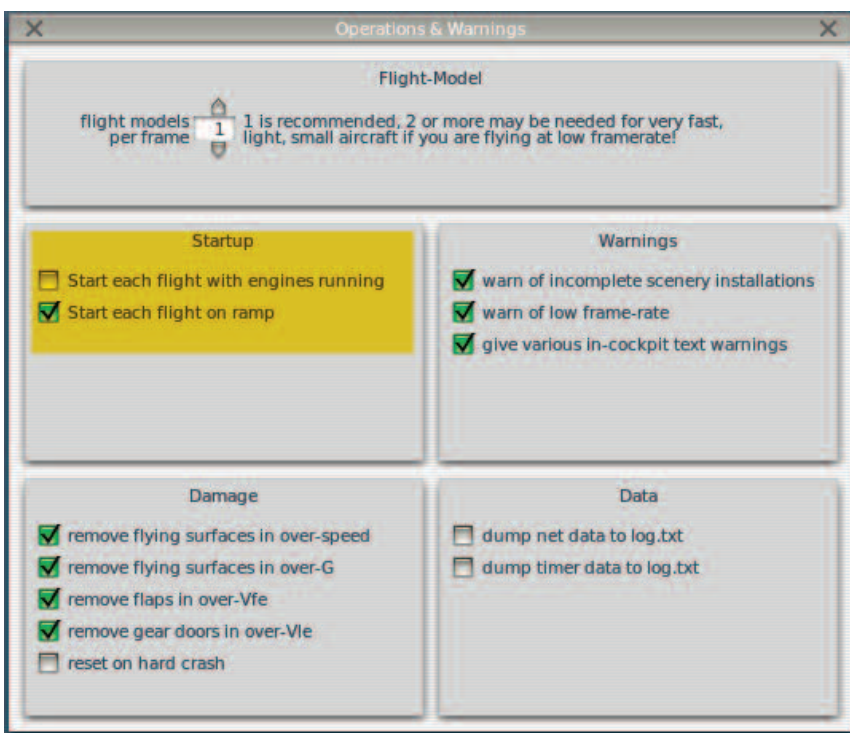 Operations & Warnings
Flight-Model
flight models
per frame
1
1 is recommended, 2 or more may be needed for very fast,
light, small aircraft if you are flying at low framerate!
Startup
Start each flight with engines running
Start each flight on ramp
Warnings
warn of incomplete scenery installations
warn of low frame-rate
give various in-cockpit text warnings
Damage
remove flying surfaces in over-speed
remove flying surfaces in over-G
remove flaps in over-Vfe
remove gear doors in over-Vle
reset on hard crash
Data
dump net data to log.txt
dump timer data to log.txt